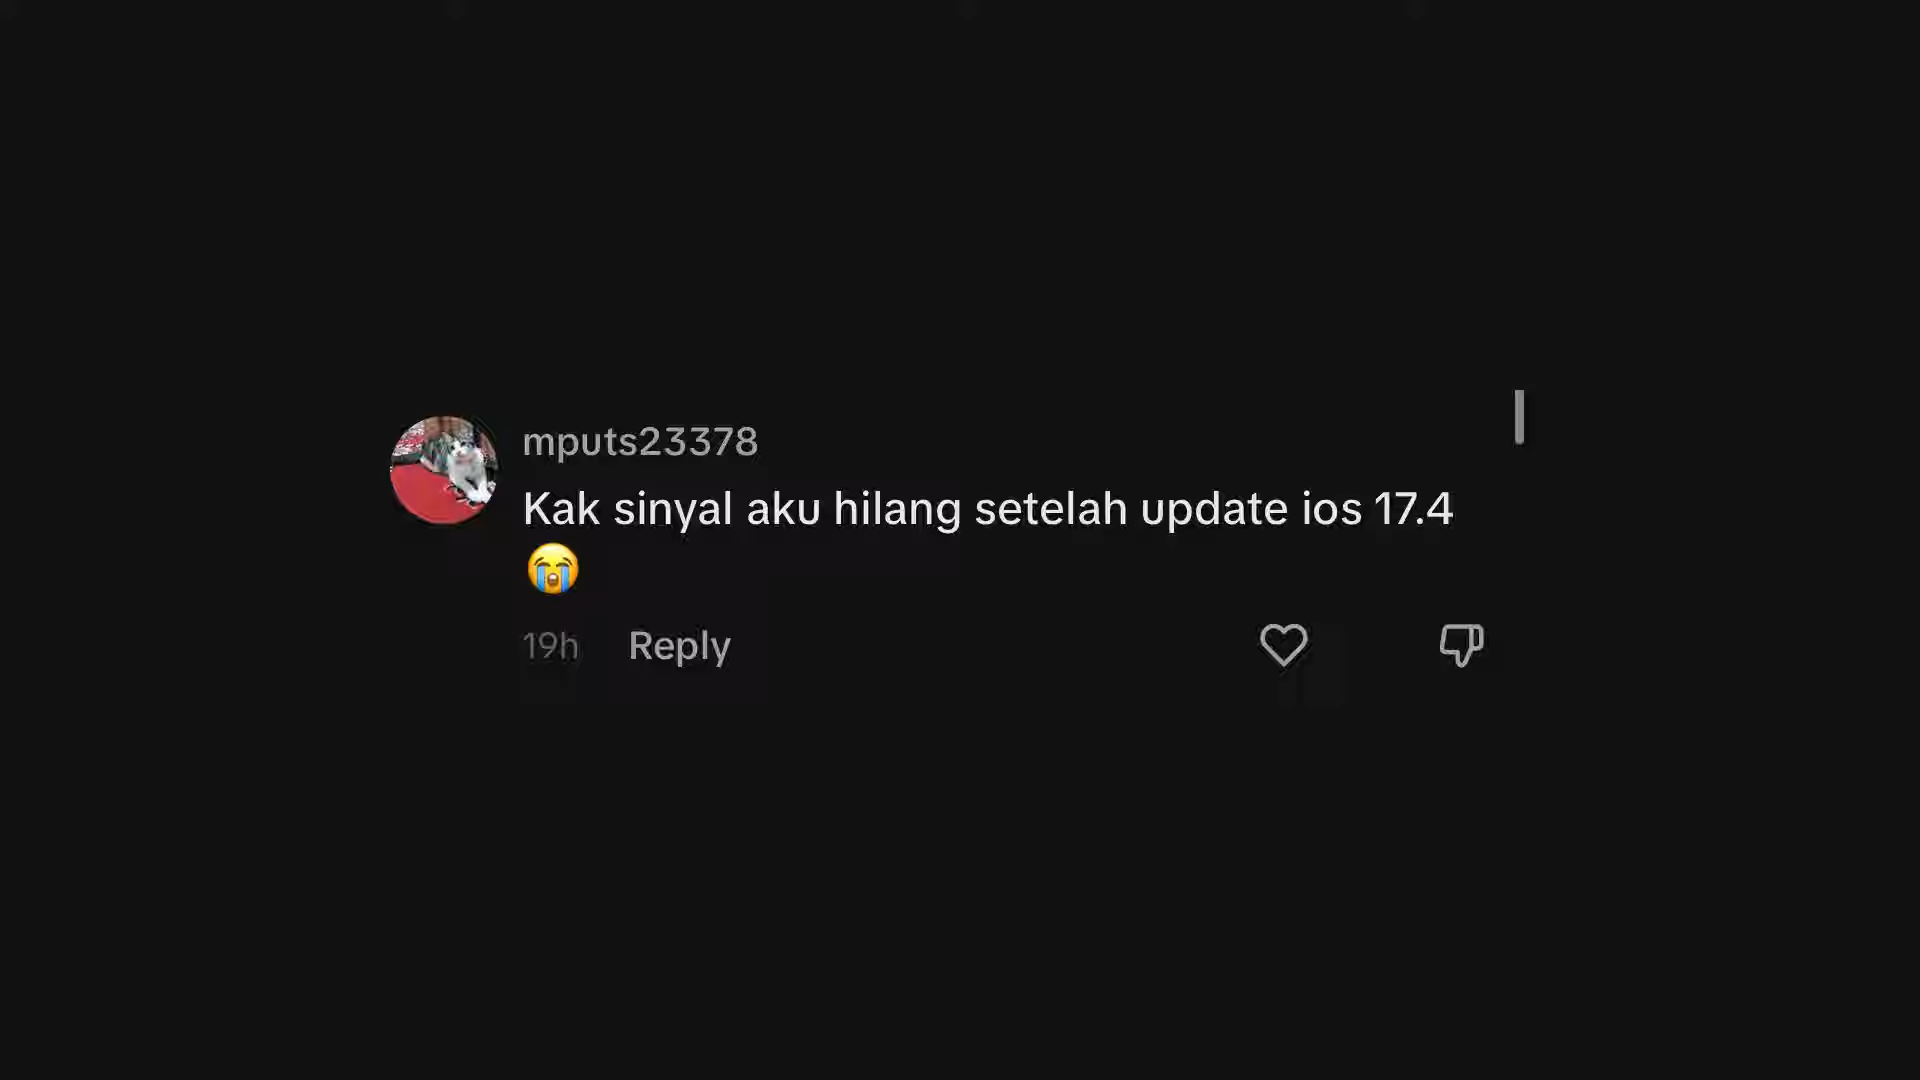 mputs23378
Kak sinyal aku hilang setelah update ios 17.4
😭
19h Reply